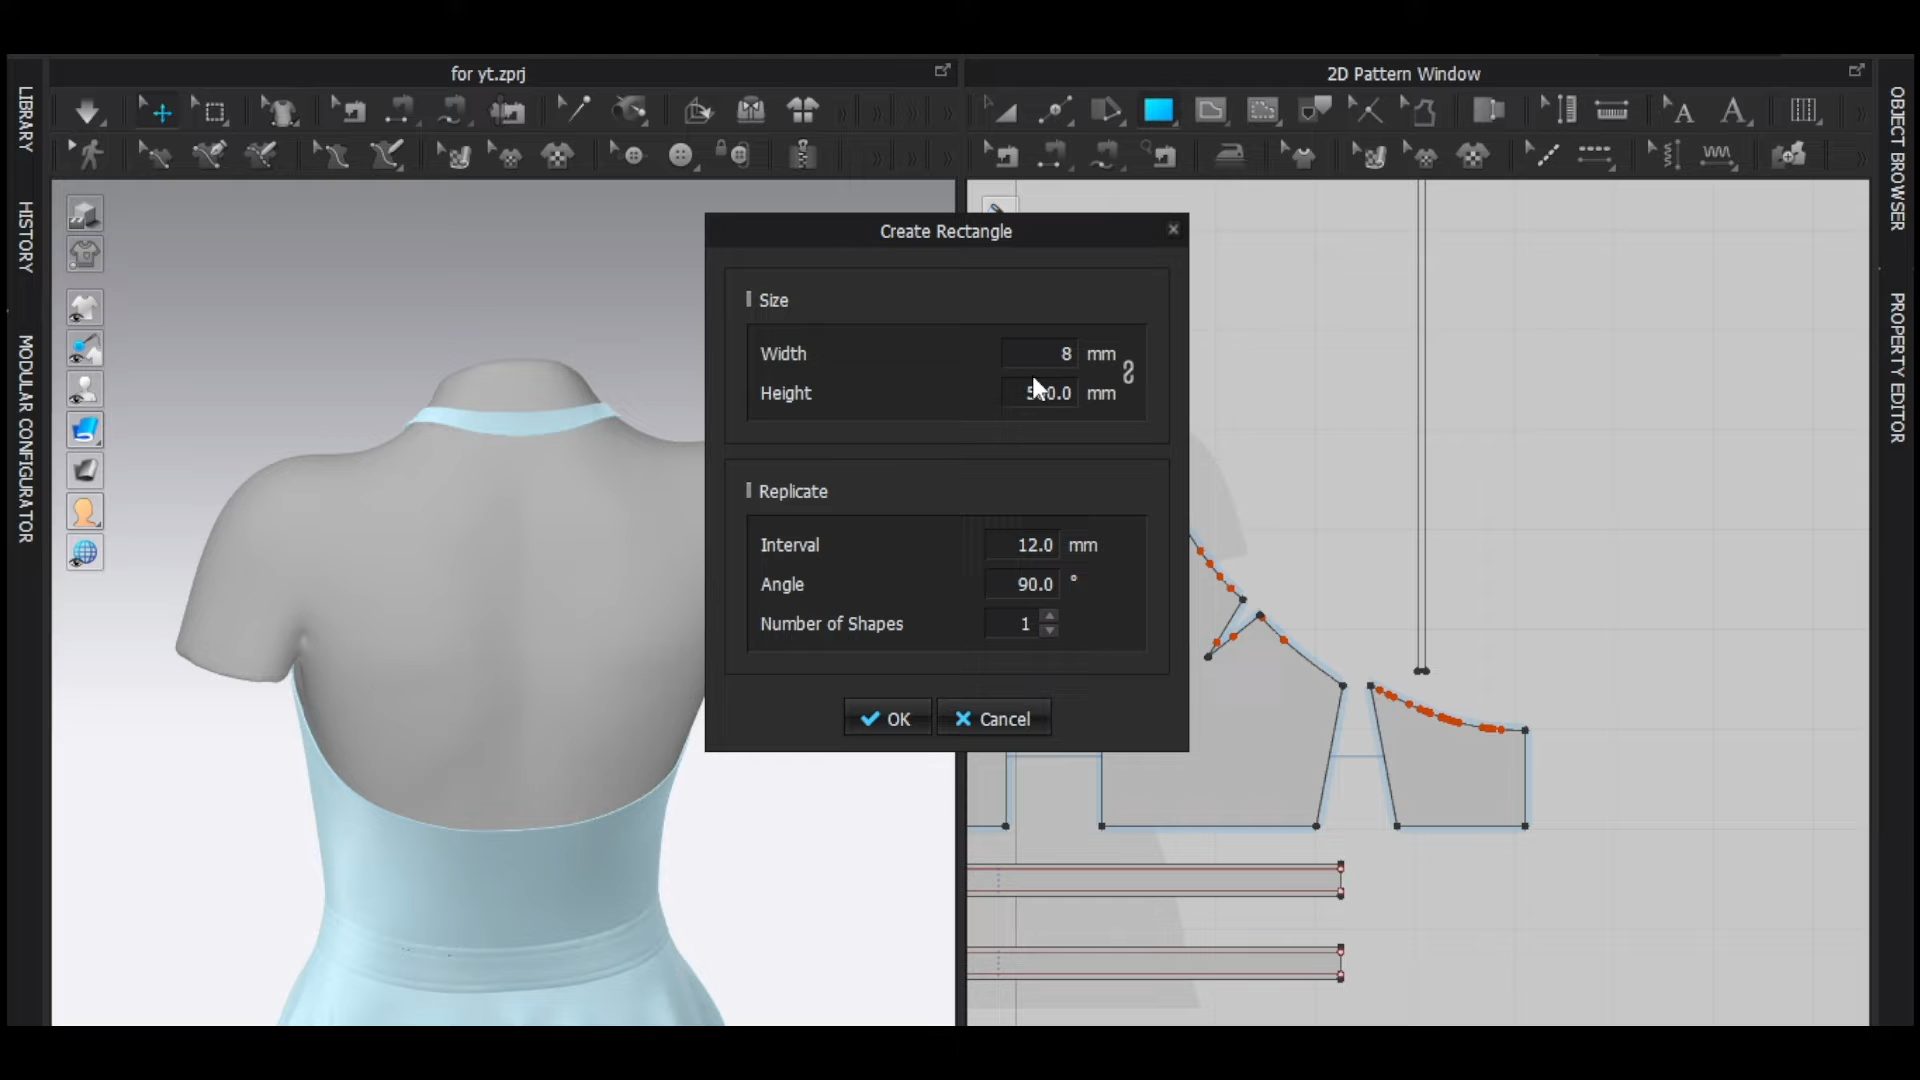 for yt.zprj
2D Pattern Window
LIBRARY
HISTORY
MODULAR CONFIGURATOR
OBJECT BROWSER
PROPERTY EDITOR
Create Rectangle
Size
Width 8 mm
Height mm
Replicate
Interval 12.0 mm
Angle 90.0 °
Number of Shapes 1
OK Cancel